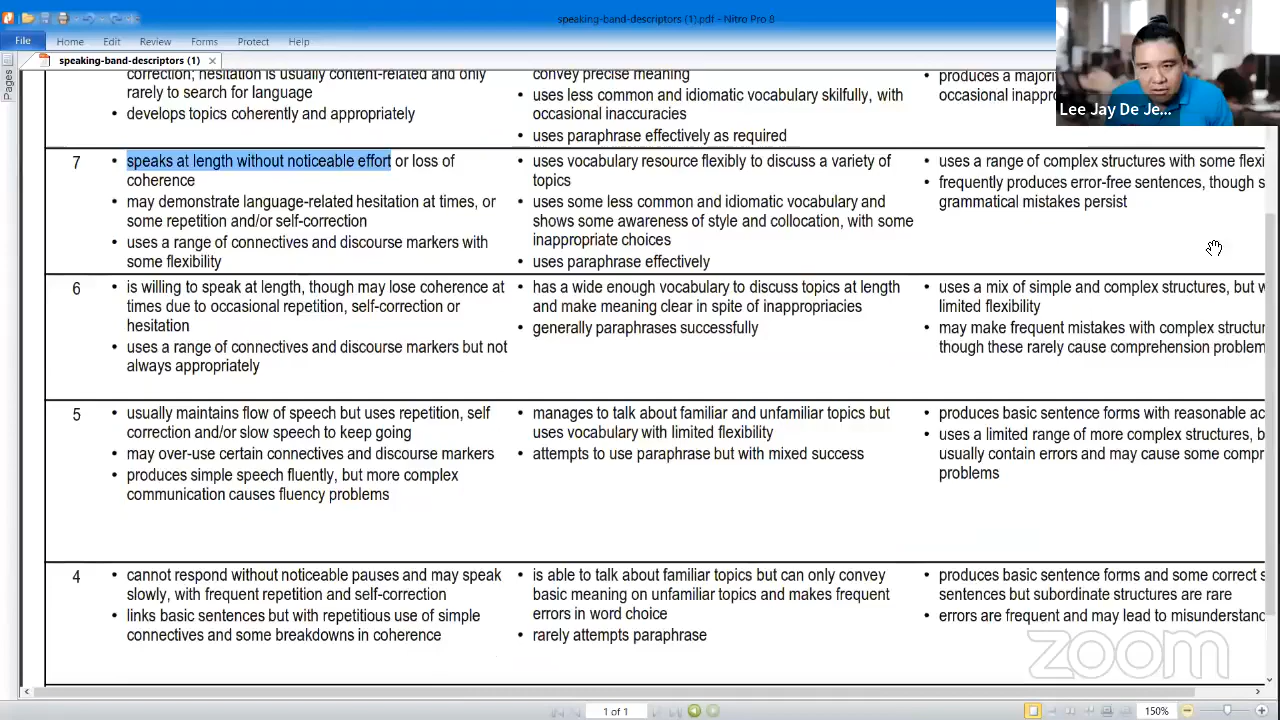 speaking-band-descriptors (1).pdf - Nitro Pro 8
File Home Edit Review Forms Protect Help
speaking-band-descriptors (1)
Pages
Lee Jay De Je...
correction; hesitation is usually content-related and only
rarely to search for language
• develops topics coherently and appropriately
convey precise meaning
• uses less common and idiomatic vocabulary skilfully, with
occasional inaccuracies
• uses paraphrase effectively as required
• produces a majori
occasional inappro
7
• speaks at length without noticeable effort or loss of
coherence
• may demonstrate language-related hesitation at times, or
some repetition and/or self-correction
• uses a range of connectives and discourse markers with
some flexibility
• uses vocabulary resource flexibly to discuss a variety of
topics
• uses some less common and idiomatic vocabulary and
shows some awareness of style and collocation, with some
inappropriate choices
• uses paraphrase effectively
• uses a range of complex structures with some flexi
• frequently produces error-free sentences, though s
grammatical mistakes persist
6
• is willing to speak at length, though may lose coherence at
times due to occasional repetition, self-correction or
hesitation
• uses a range of connectives and discourse markers but not
always appropriately
• has a wide enough vocabulary to discuss topics at length
and make meaning clear in spite of inappropriacies
• generally paraphrases successfully
• uses a mix of simple and complex structures, but w
limited flexibility
• may make frequent mistakes with complex structur
though these rarely cause comprehension problem
5
• usually maintains flow of speech but uses repetition, self
correction and/or slow speech to keep going
• may over-use certain connectives and discourse markers
• produces simple speech fluently, but more complex
communication causes fluency problems
• manages to talk about familiar and unfamiliar topics but
uses vocabulary with limited flexibility
• attempts to use paraphrase but with mixed success
• produces basic sentence forms with reasonable ac
• uses a limited range of more complex structures, b
usually contain errors and may cause some compr
problems
4
• cannot respond without noticeable pauses and may speak
slowly, with frequent repetition and self-correction
• links basic sentences but with repetitious use of simple
connectives and some breakdowns in coherence
• is able to talk about familiar topics but can only convey
basic meaning on unfamiliar topics and makes frequent
errors in word choice
• rarely attempts paraphrase
• produces basic sentence forms and some correct s
sentences but subordinate structures are rare
• errors are frequent and may lead to misunderstand
zoom
1 of 1
150%